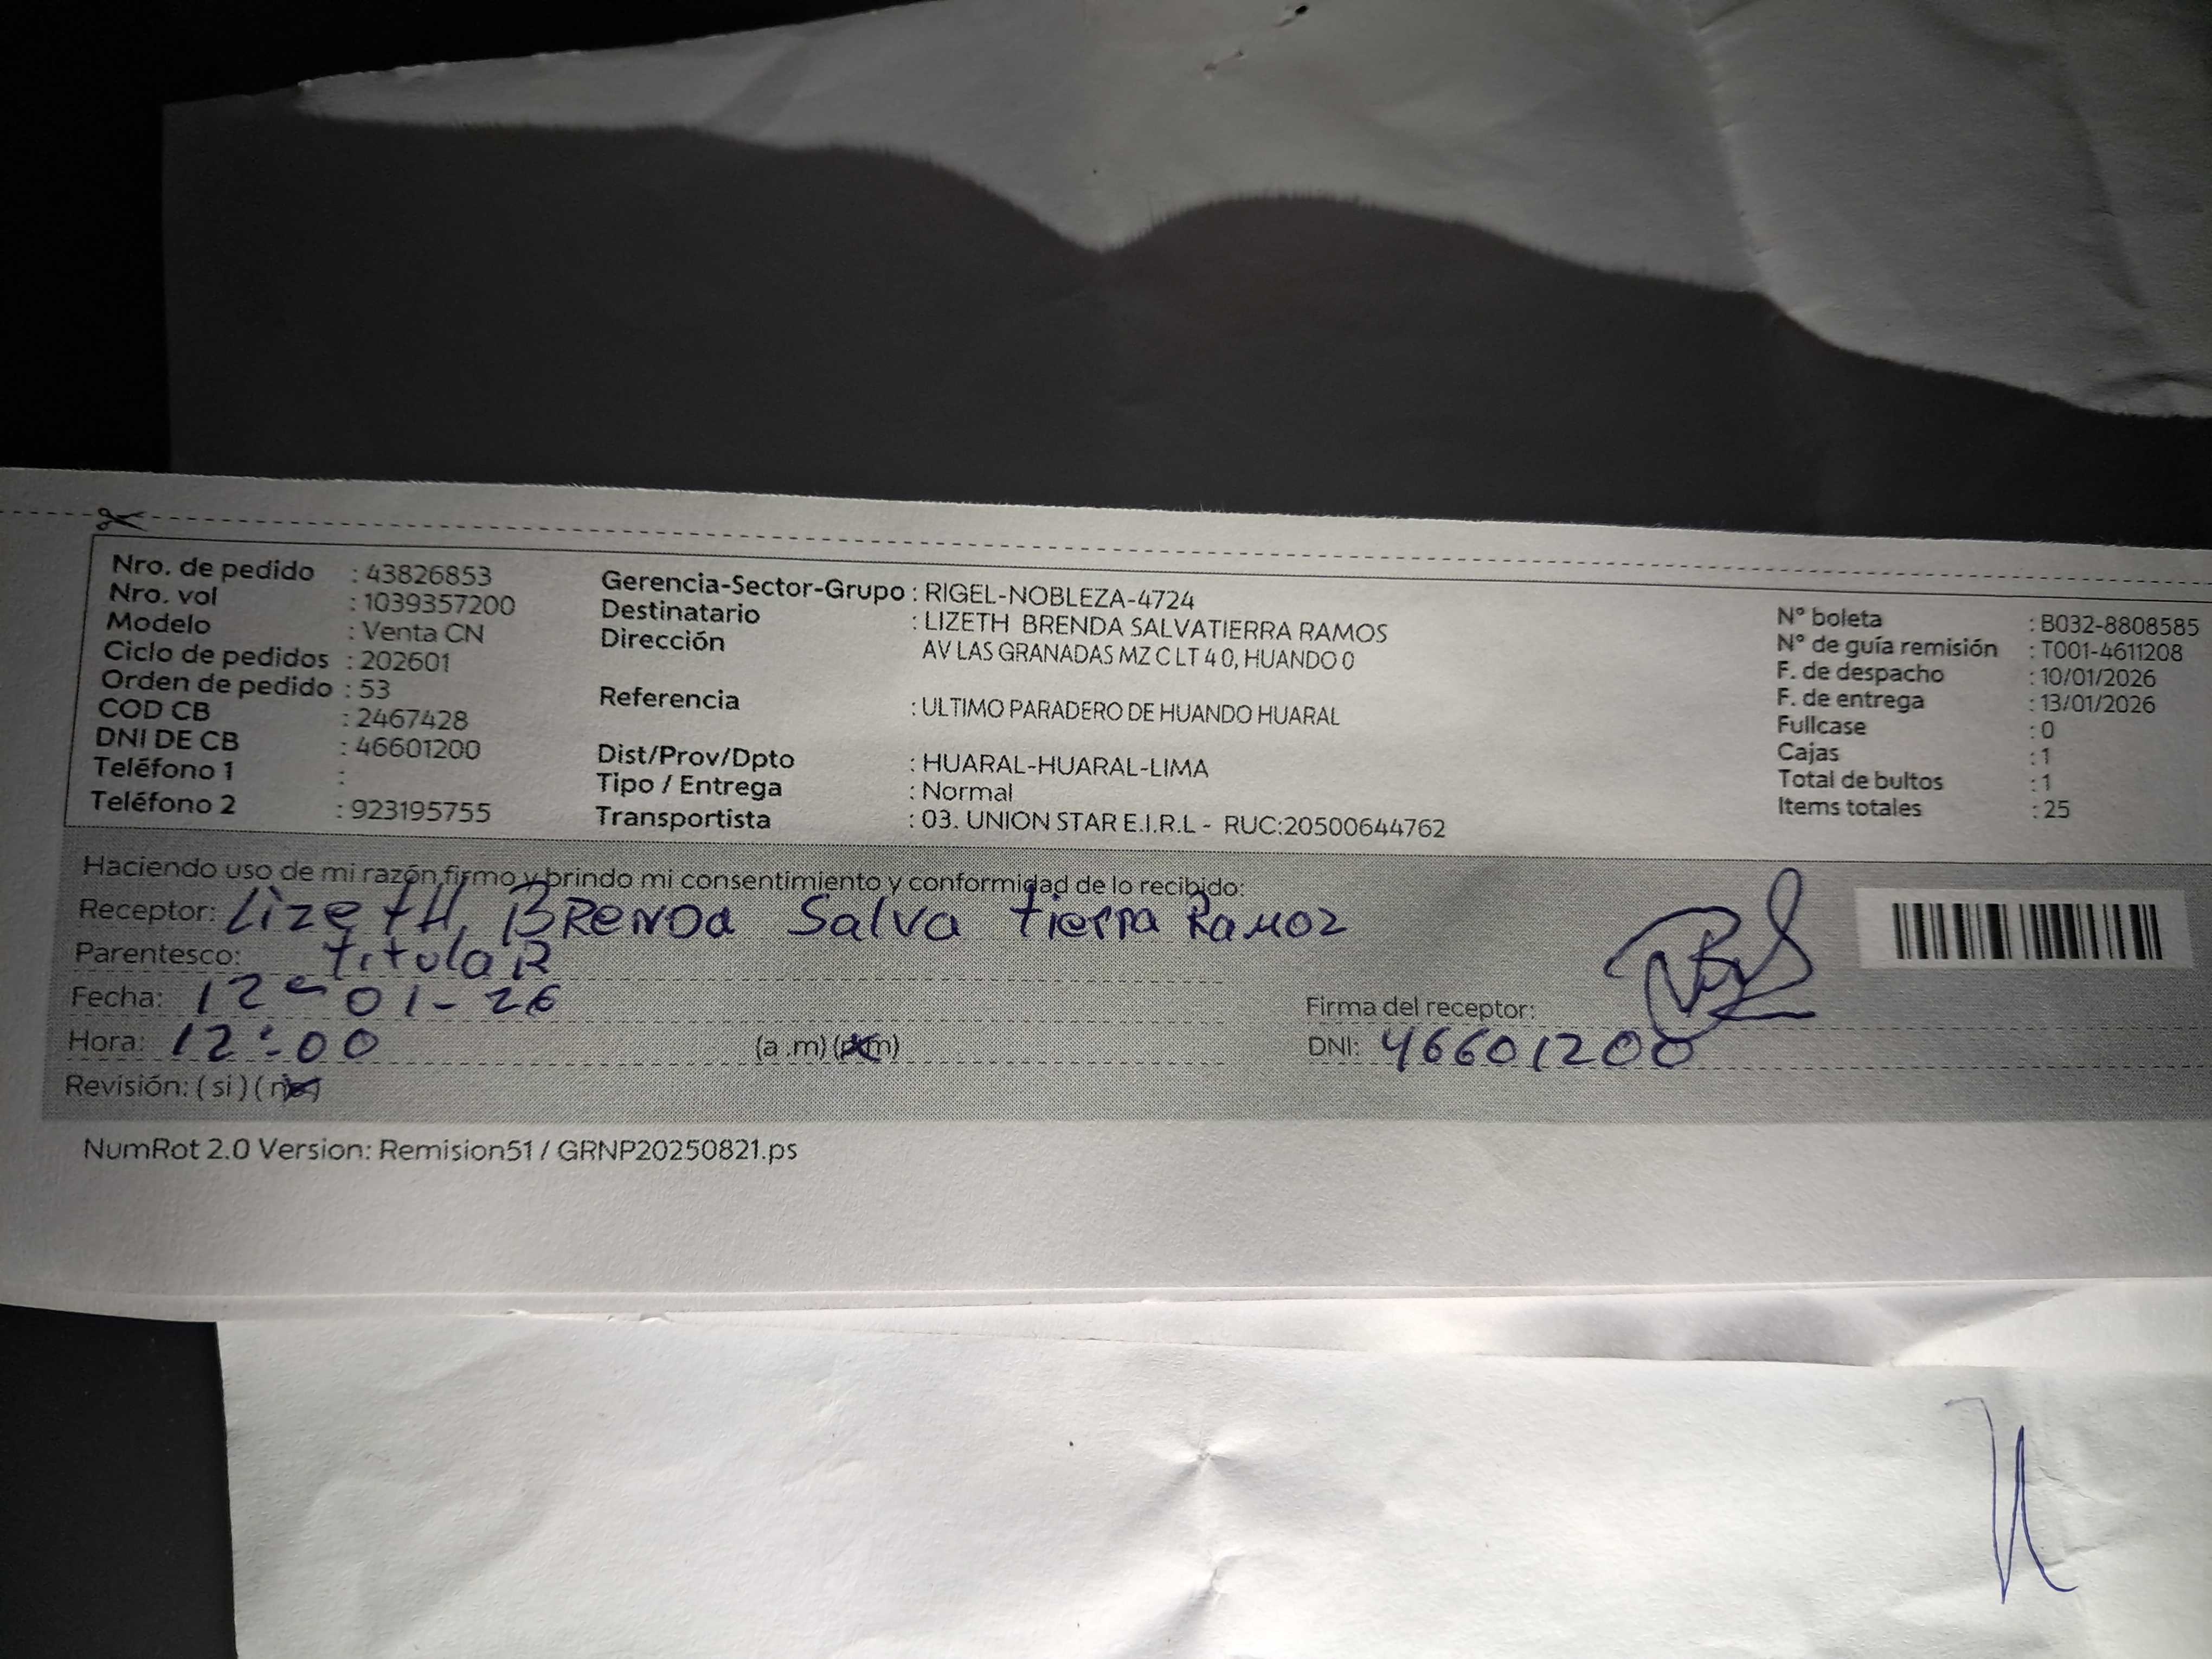 Nro. de pedido : 43826853
Nro. vol : 1039357200
Modelo : Venta CN
Ciclo de pedidos : 202601
Orden de pedido : 53
COD CB : 2467428
DNI DE CB : 46601200
Teléfono 1 :
Teléfono 2 : 923195755
Gerencia-Sector-Grupo : RIGEL-NOBLEZA-4724
Destinatario : LIZETH BRENDA SALVATIERRA RAMOS
Dirección AV LAS GRANADAS MZ C LT 4 0, HUANDO 0
Referencia : ULTIMO PARADERO DE HUANDO HUARAL
Dist/Prov/Dpto : HUARAL-HUARAL-LIMA
Tipo / Entrega : Normal
Transportista : 03. UNION STAR E.I.R.L - RUC:20500644762
N° boleta : B032-8808585
N° de guía remisión : T001-4611208
F. de despacho : 10/01/2026
F. de entrega : 13/01/2026
Fullcase : 0
Cajas : 1
Total de bultos : 1
Items totales : 25
Haciendo uso de mi razón firmo y brindo mi consentimiento y conformidad de lo recibido:
Receptor: LizetH BRENDa Salva tierra Ramoz
Parentesco: titulaR
Fecha: 12-01-26
Hora: 12:00 (a .m) (p.m)
Revisión: ( si ) ( no )
Firma del receptor:
DNI: 46601200
NumRot 2.0 Version: Remision51 / GRNP20250821.ps